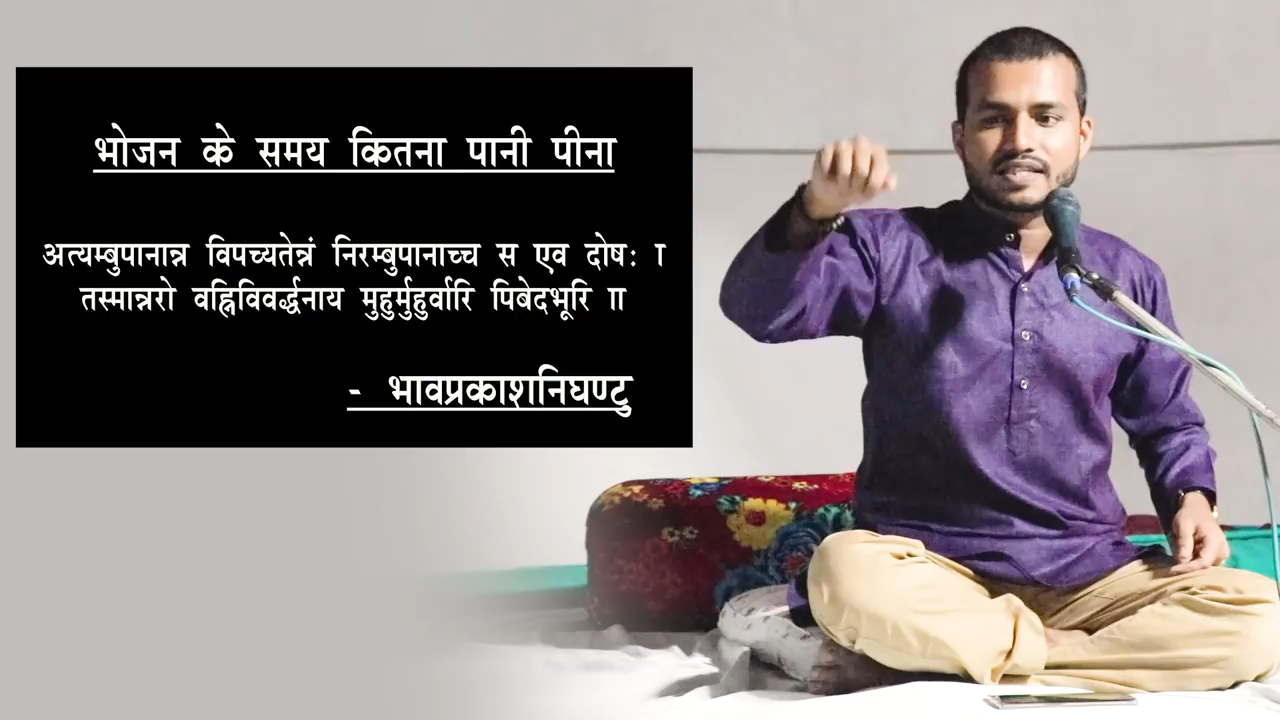 भोजन के समय कितना पानी पीना
अत्यम्बुपानान्न विपच्यतेन्नं निरम्बुपानाच्च स एव दोषः ।
तस्मान्नरो वह्निविवर्द्धनाय मुहुर्मुहुर्वारि पिबेदभूरि ॥
- भावप्रकाशनिघण्टु